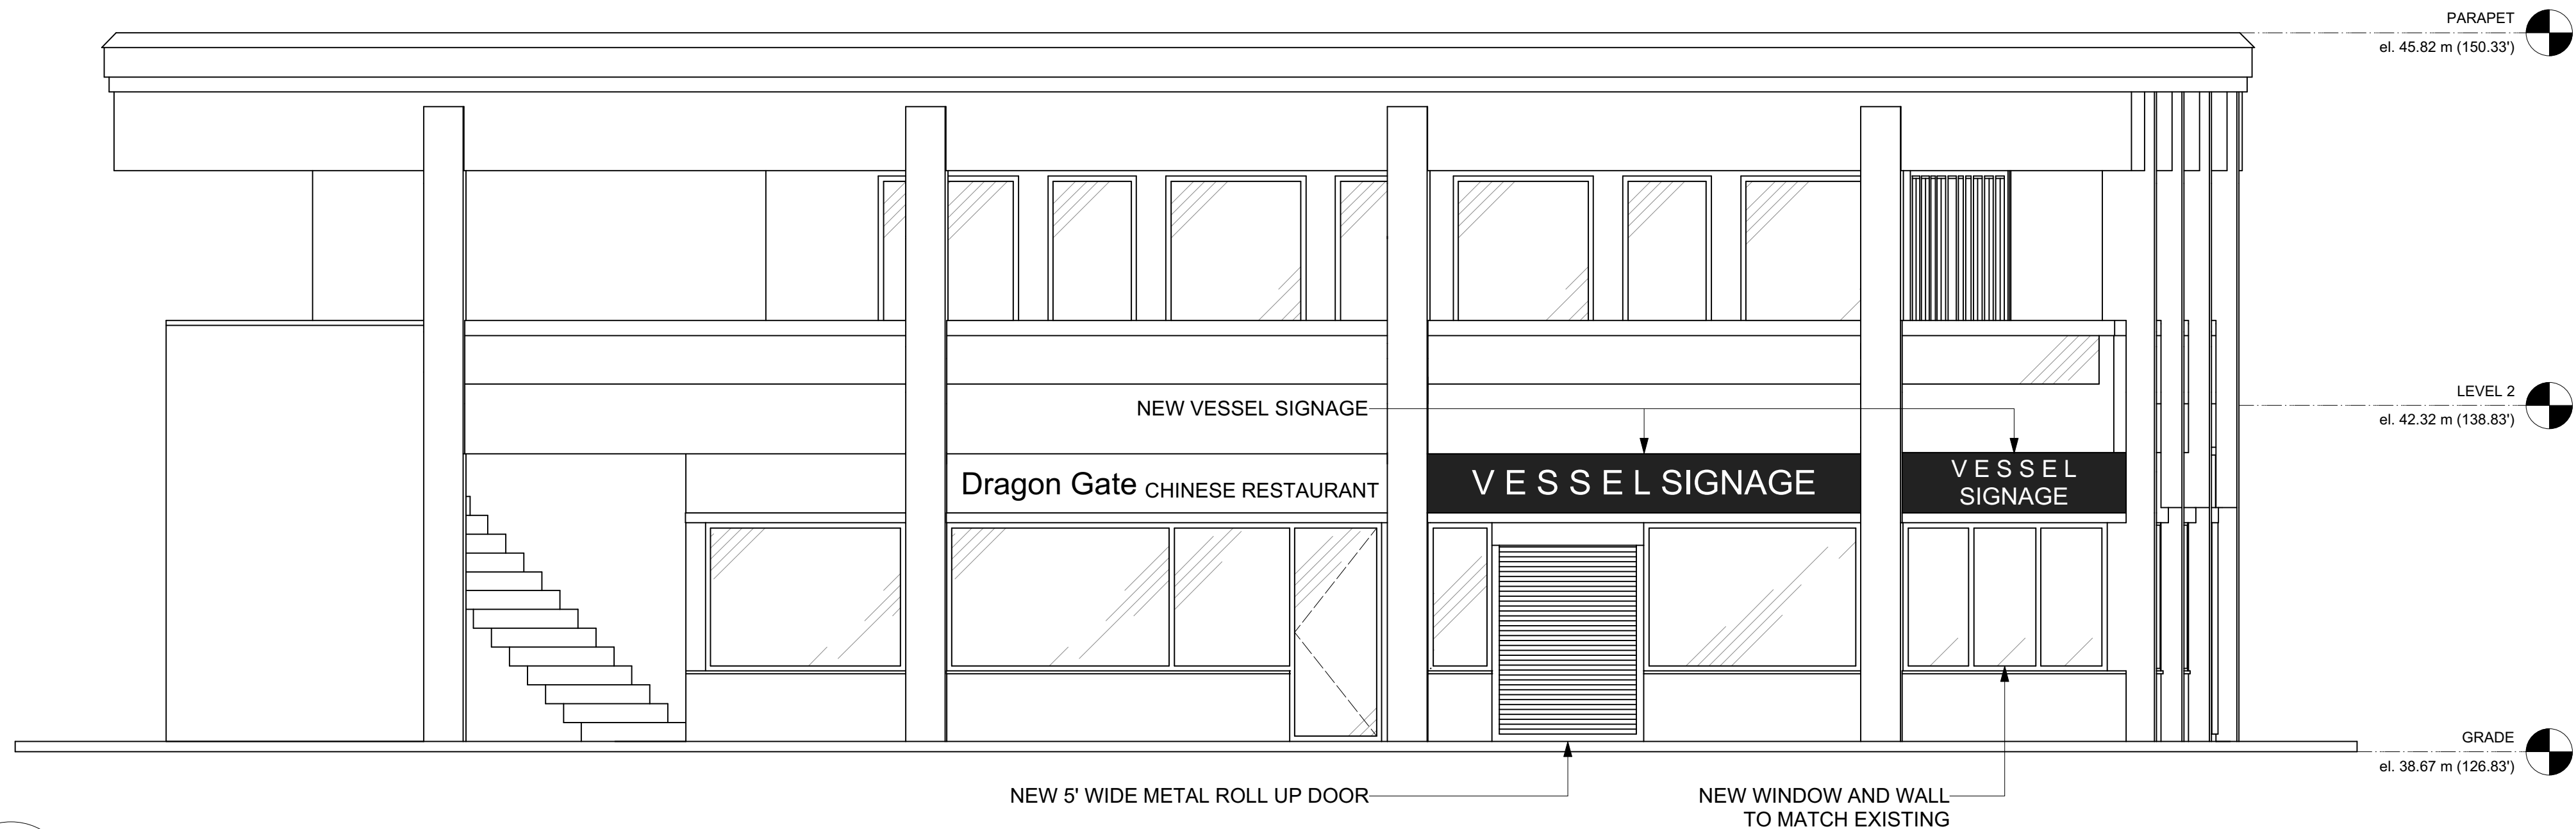 PARAPET
el. 45.82 m (150.33')
LEVEL 2
el. 42.32 m (138.83')
NEW VESSEL SIGNAGE
Dragon Gate CHINESE RESTAURANT
V E S S E L SIGNAGE
V E S S E L
SIGNAGE
GRADE
el. 38.67 m (126.83')
NEW 5' WIDE METAL ROLL UP DOOR
NEW WINDOW AND WALL
TO MATCH EXISTING